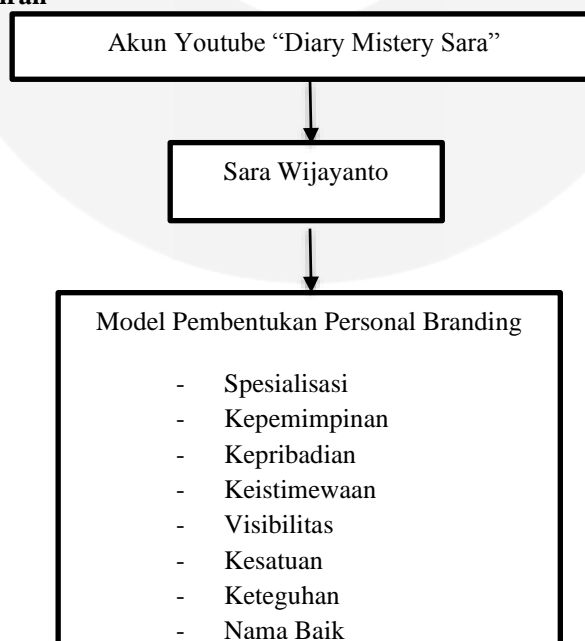 Akun Youtube “Diary Mistery Sara”
Sara Wijayanto
Model Pembentukan Personal Branding
- Spesialisasi
- Kepemimpinan
- Kepribadian
- Keistimewaan
- Visibilitas
- Kesatuan
- Keteguhan
- Nama Baik